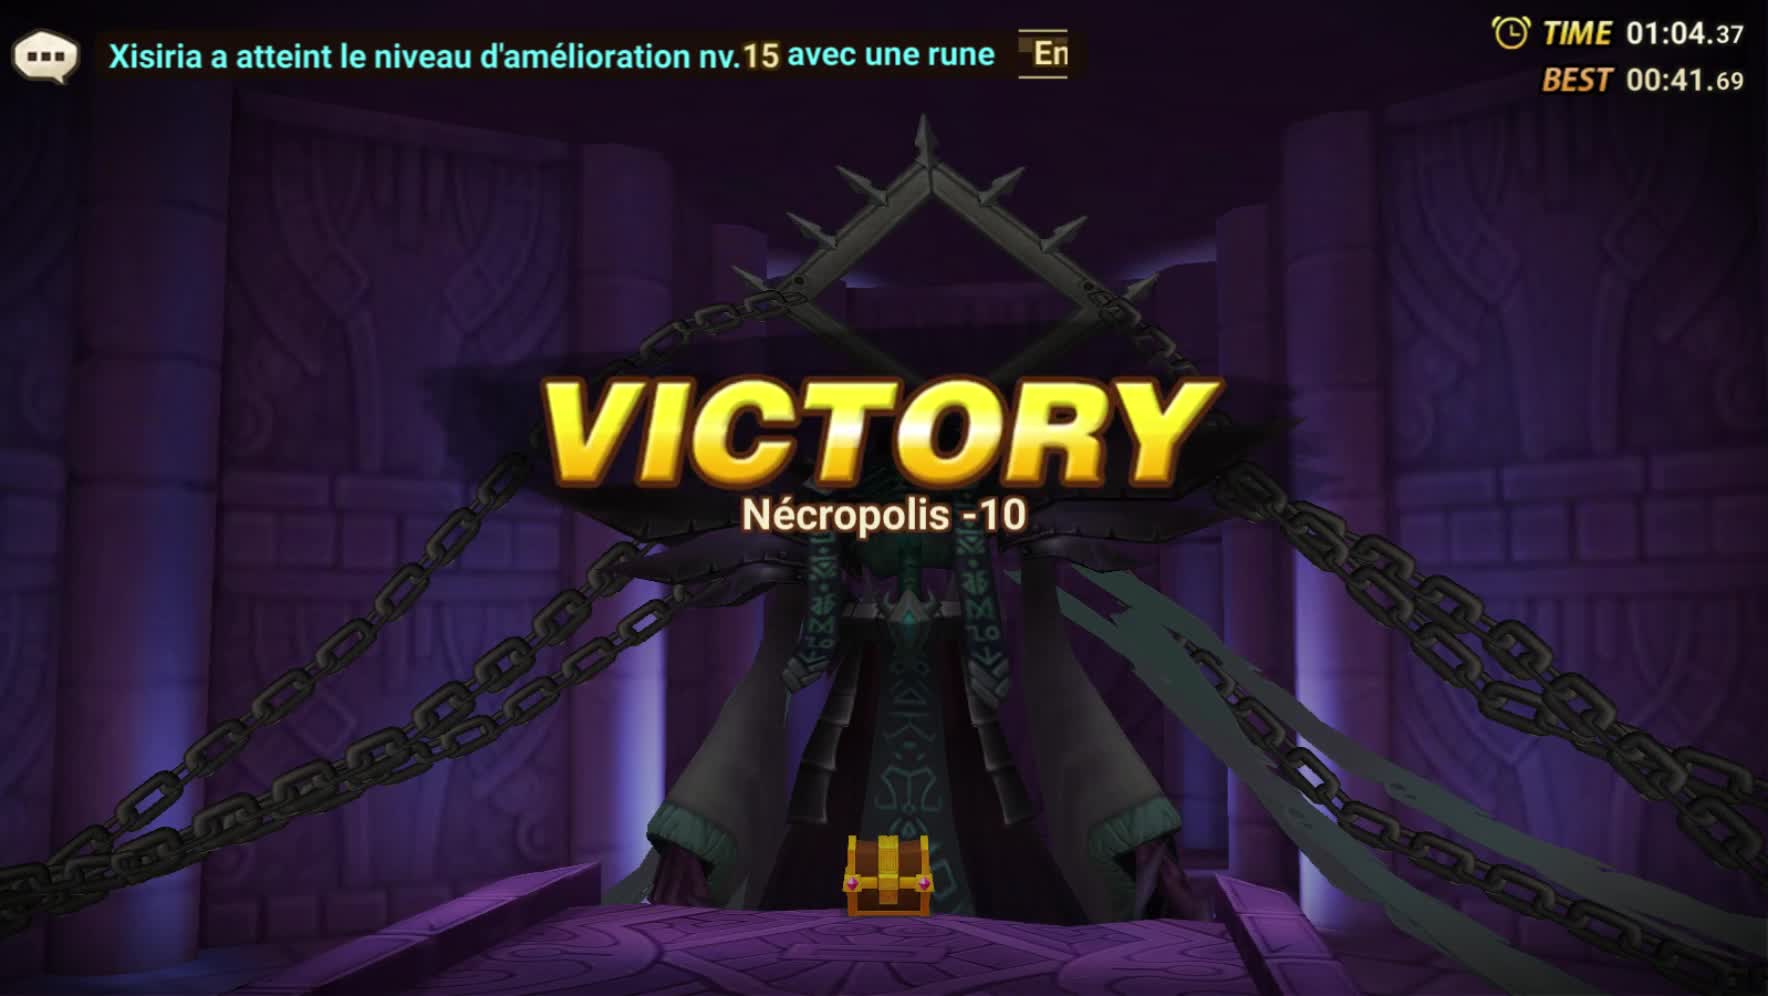 Xisiria a atteint le niveau d'amélioration nv.15 avec une rune En
TIME 01:04.37
BEST 00:41.69
VICTORY
Nécropolis -10